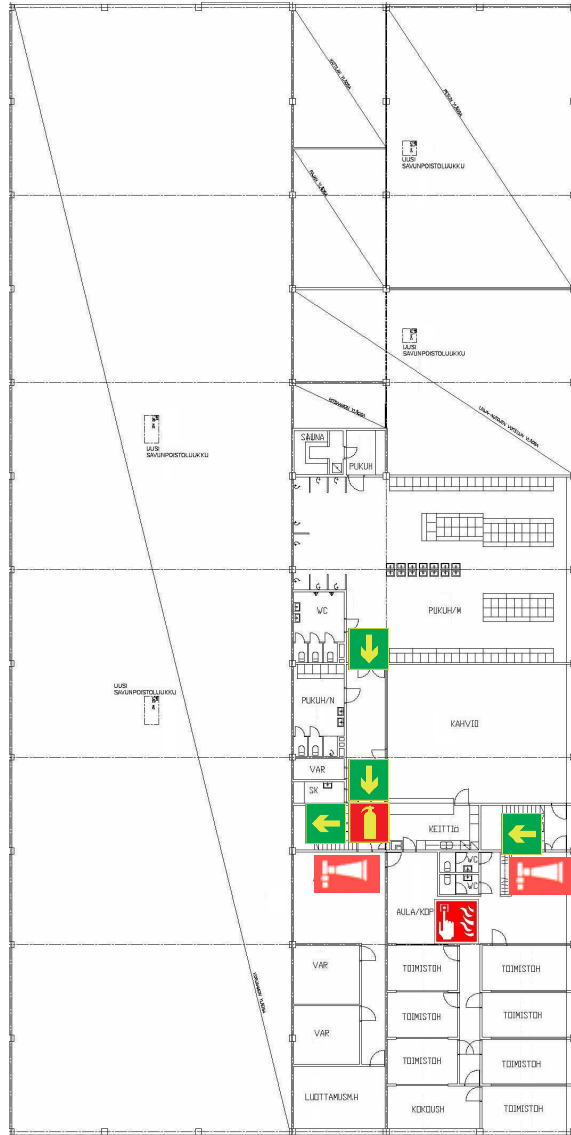 UUSI
SAVUNPOISTOLUUKKU
UUSI
SAVUNPOISTOLUUKKU
UUSI
SAVUNPOISTOLUUKKU
SAUNA
PUKUH
WC
PUKUH/M
UUSI
SAVUNPOISTOLUUKKU
PUKUH/N
KAHVIO
VAR
SK
KEITTIö
WC
WC
AULA/KOP
VAR
TOIMISTOH
TOIMISTOH
TOIMISTOH
TOIMISTOH
VAR
TOIMISTOH
TOIMISTOH
LUOTTAMUSM.H
KOKOUSH
TOIMISTOH